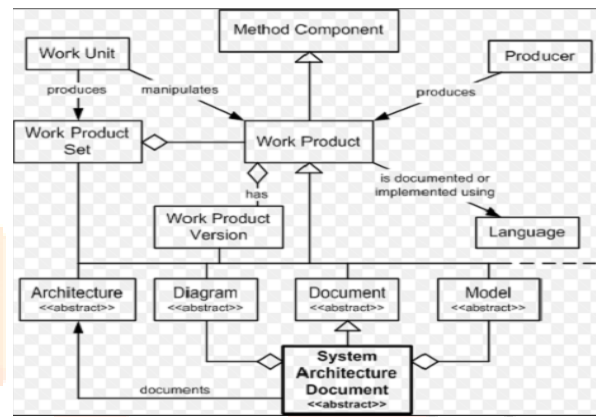 Method Component
Work Unit
Producer
produces
manipulates
produces
Work Product
Set
Work Product
is documented or
implemented using
has
Work Product
Version
Language
Architecture
<<abstract>>
Diagram
<<abstract>>
Document
<<abstract>>
Model
<<abstract>>
System
Architecture
Document
<<abstract>>
documents